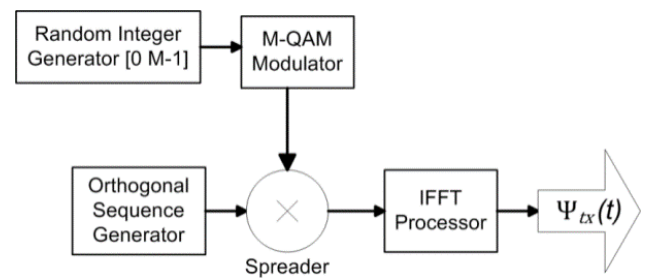 Random Integer
Generator [0 M-1]
M-QAM
Modulator
Orthogonal
Sequence
Generator
×
Spreader
IFFT
Processor
Ψtx(t)